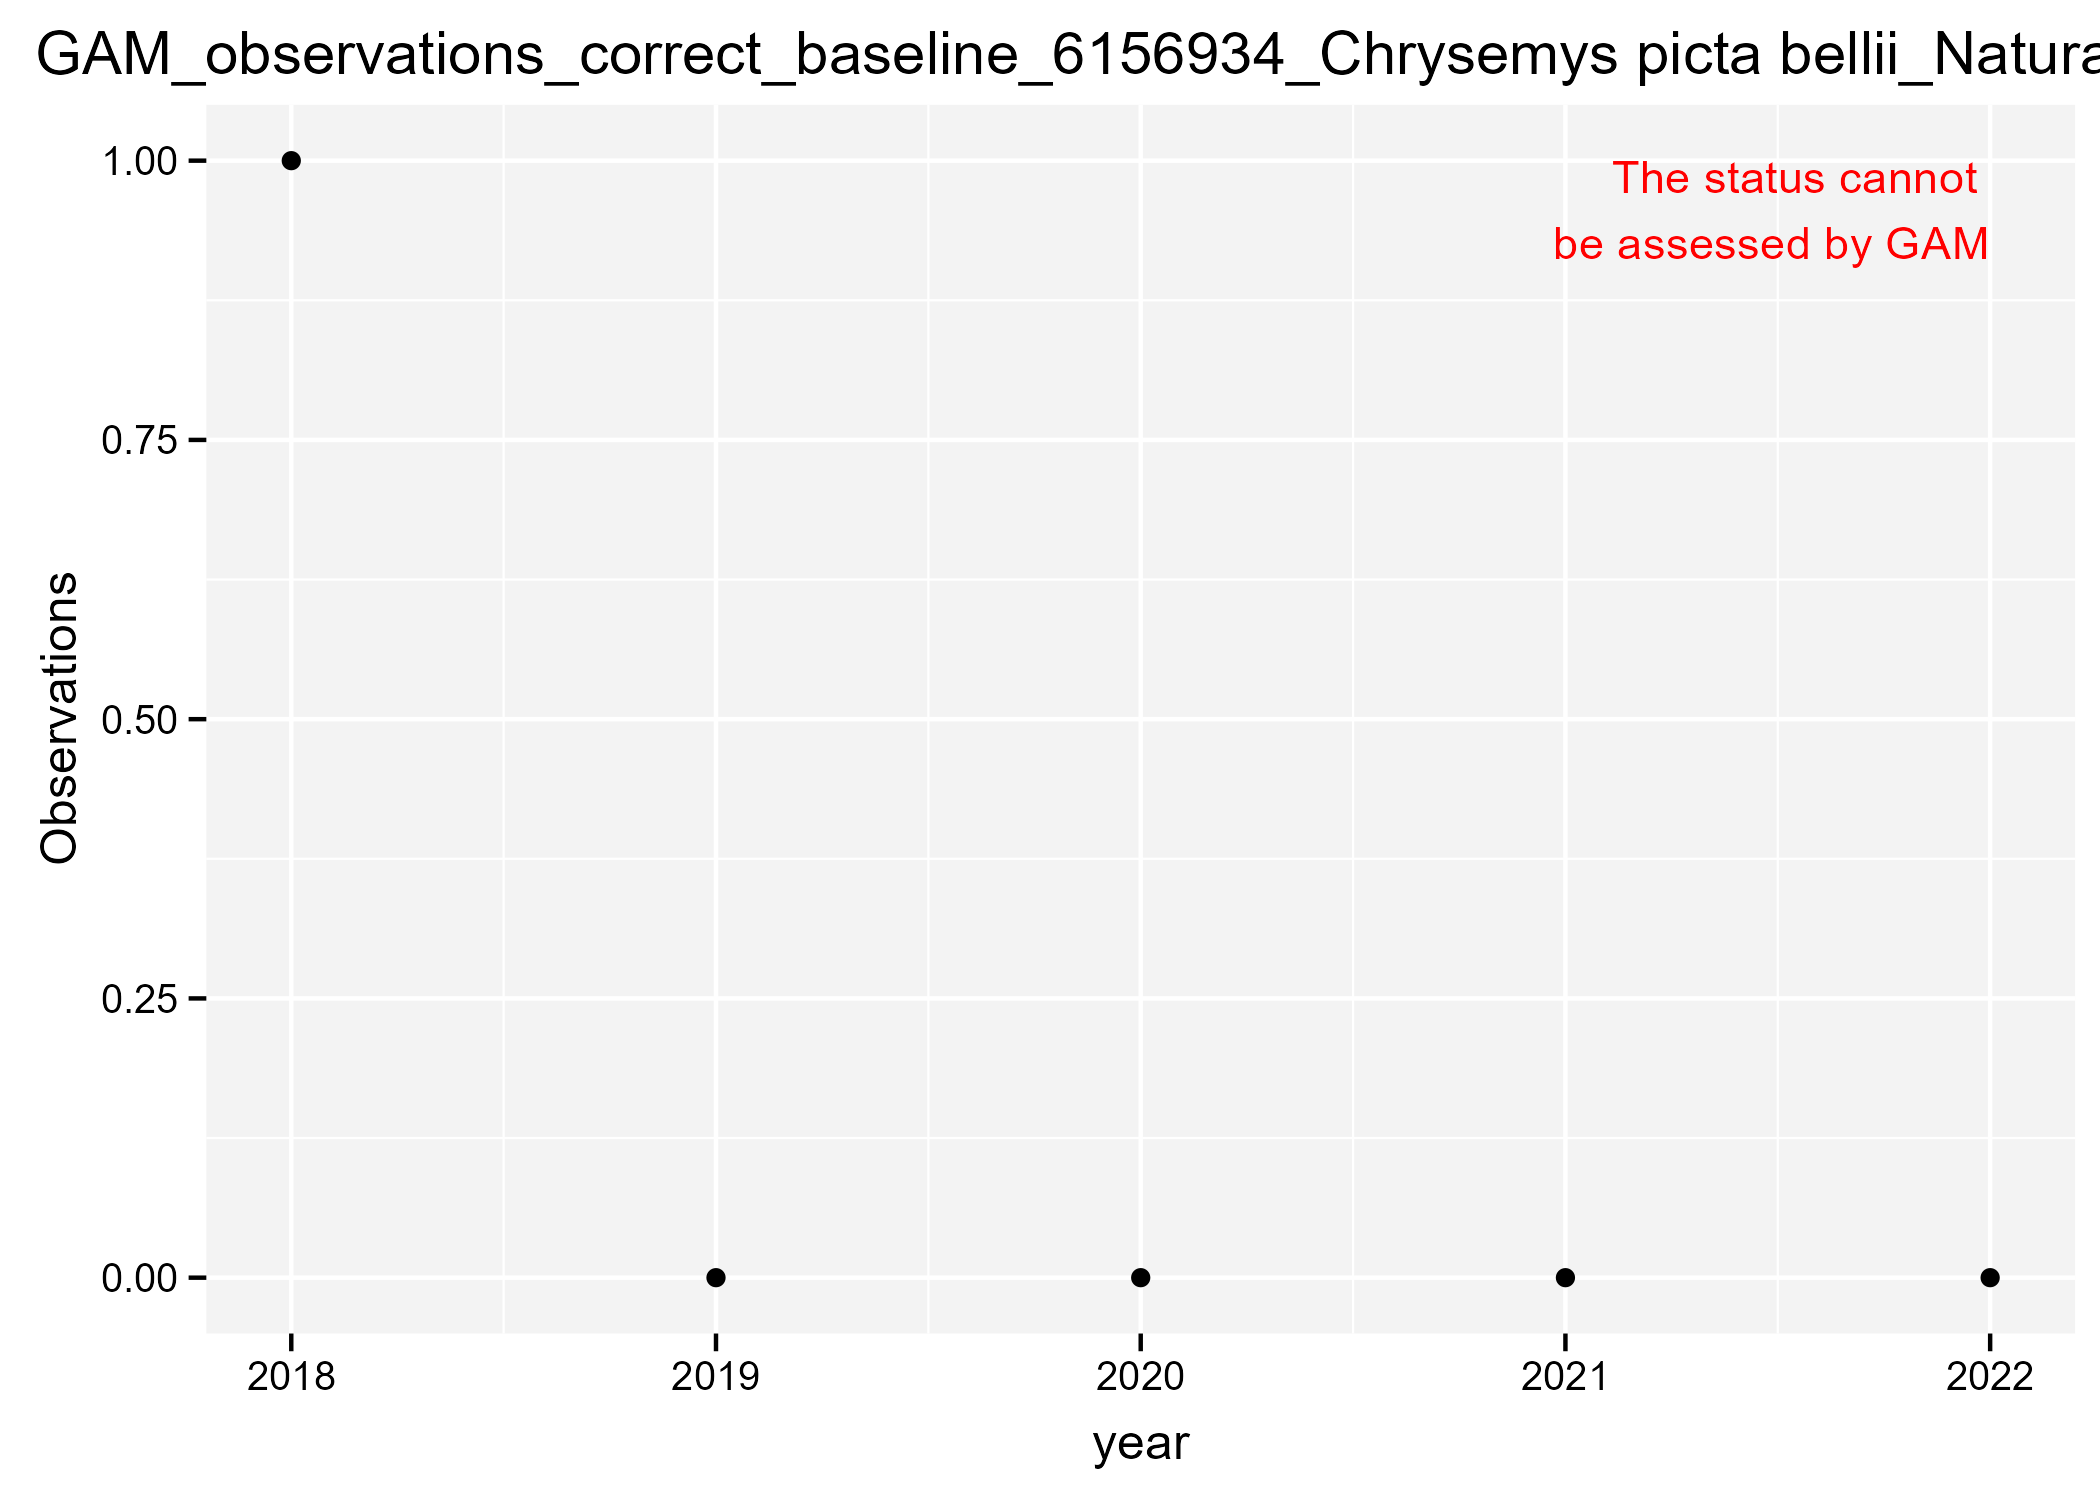 GAM_observations_correct_baseline_6156934_Chrysemys picta bellii_Natura
The status cannot
be assessed by GAM
Observations
1.00
0.75
0.50
0.25
0.00
2018 2019 2020 2021 2022
year